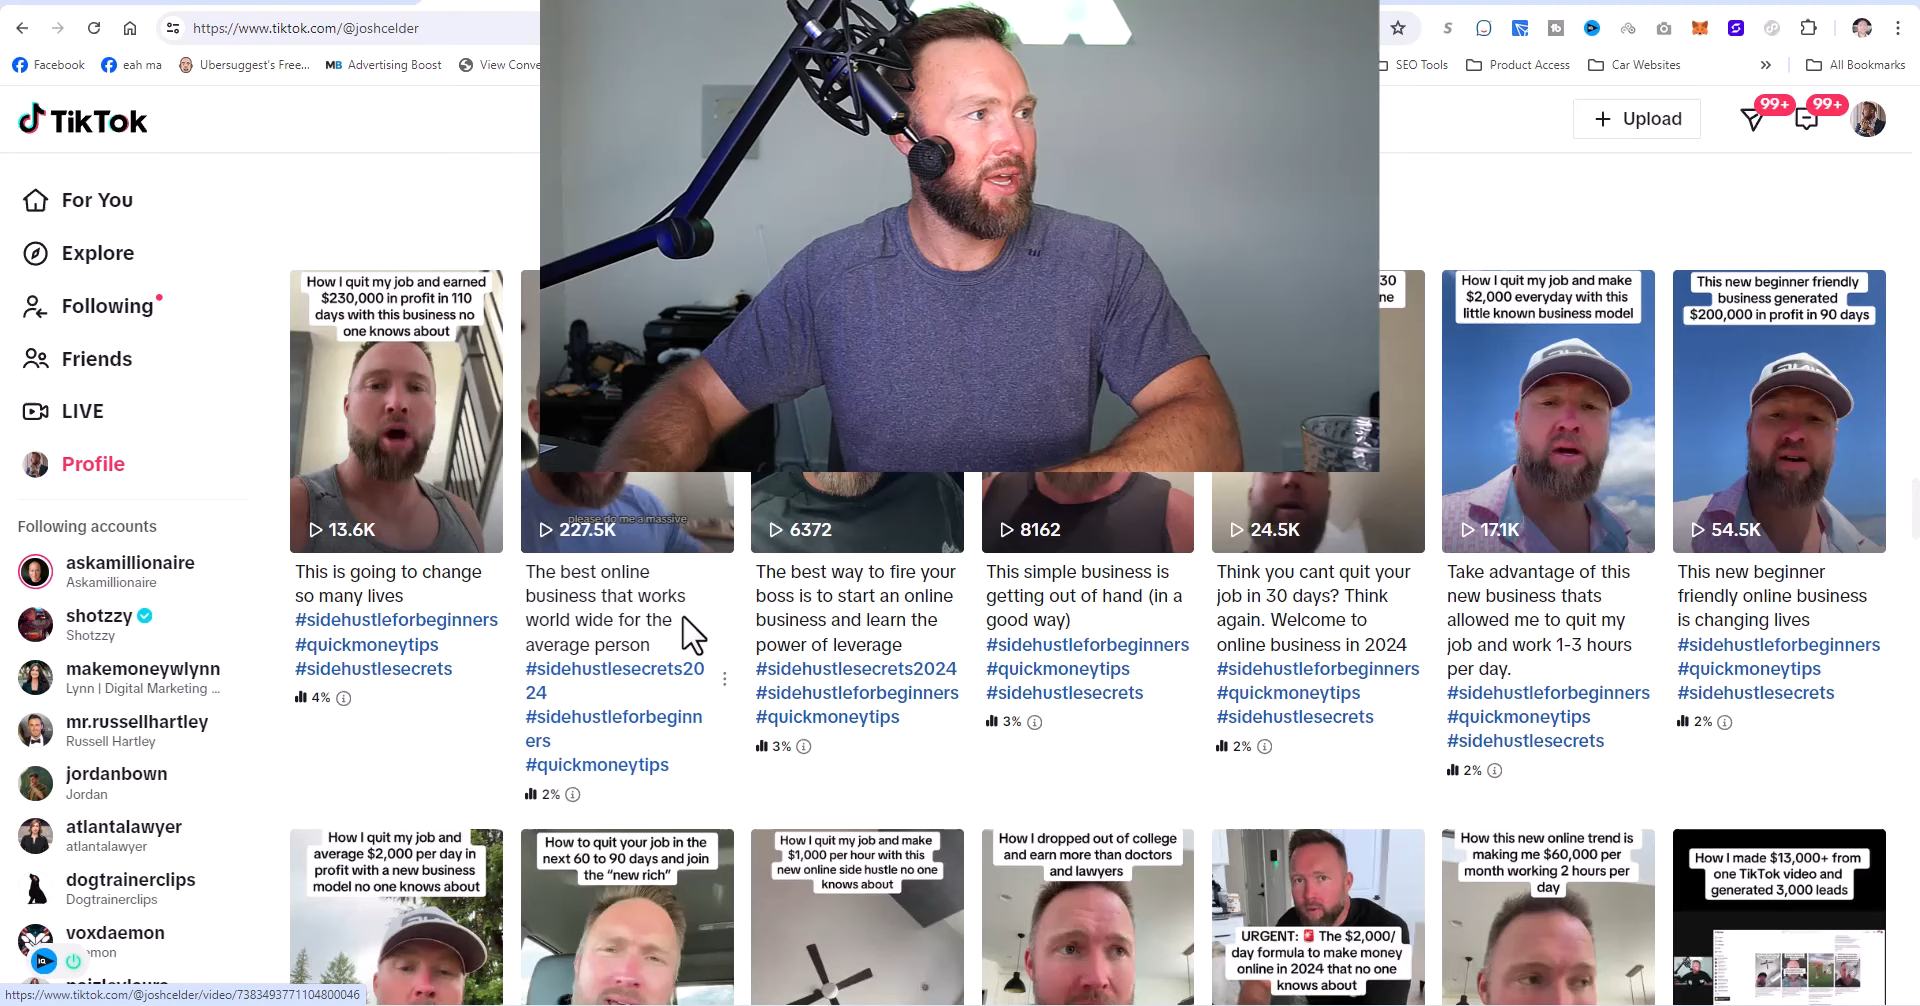 https://www.tiktok.com/@joshcelder
Facebook
eah ma
Ubersuggest's Free...
MB Advertising Boost
View Conve
SEO Tools
Product Access
Car Websites
All Bookmarks
TikTok
Upload
99+
99+
For You
Explore
Following
Friends
LIVE
Profile
Following accounts
askamillionaire
Askamillionaire
shotzzy
Shotzzy
makemoneywlynn
Lynn | Digital Marketing ...
mr.russellhartley
Russell Hartley
jordanbown
Jordan
atlantalawyer
atlantalawyer
dogtrainerclips
Dogtrainerclips
voxdaemon
https://www.tiktok.com/@joshcelder/video/7383493771104800046
How I quit my job and earned
$230,000 in profit in 110
days with this business no
one knows about
13.6K
This is going to change
so many lives
#sidehustleforbeginners
#quickmoneytips
#sidehustlesecrets
4%
please do me a massive
227.5K
The best online
business that works
world wide for the
average person
#sidehustlesecrets20
24
#sidehustleforbeginn
ers
#quickmoneytips
2%
6372
The best way to fire your
boss is to start an online
business and learn the
power of leverage
#sidehustlesecrets2024
#sidehustleforbeginners
#quickmoneytips
3%
8162
This simple business is
getting out of hand (in a
good way)
#sidehustleforbeginners
#quickmoneytips
#sidehustlesecrets
3%
30
ne
24.5K
Think you cant quit your
job in 30 days? Think
again. Welcome to
online business in 2024
#sidehustleforbeginners
#quickmoneytips
#sidehustlesecrets
2%
How I quit my job and make
$2,000 everyday with this
little known business model
17.1K
Take advantage of this
new business thats
allowed me to quit my
job and work 1-3 hours
per day.
#sidehustleforbeginners
#quickmoneytips
#sidehustlesecrets
2%
This new beginner friendly
business generated
$200,000 in profit in 90 days
54.5K
This new beginner
friendly online business
is changing lives
#sidehustleforbeginners
#quickmoneytips
#sidehustlesecrets
2%
How I quit my job and
average $2,000 per day in
profit with a new business
model no one knows about
How to quit your job in the
next 60 to 90 days and join
the “new rich”
How I quit my job and make
$1,000 per hour with this
new online side hustle no one
knows about
How I dropped out of college
and earn more than doctors
and lawyers
URGENT: 🚨 The $2,000/
day formula to make money
online in 2024 that no one
knows about
How this new online trend is
making me $60,000 per
month working 2 hours per
day
How I made $13,000+ from
one TikTok video and
generated 3,000 leads